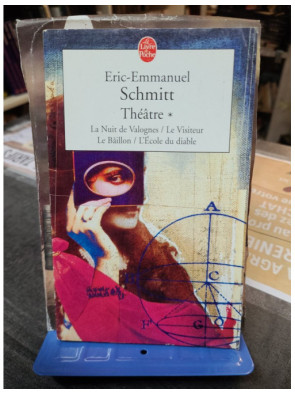 Le Livre de Poche
Eric-Emmanuel
Schmitt
Théâtre *
La Nuit de Valognes / Le Visiteur
Le Bâillon / L'École du diable
A
C
F
G